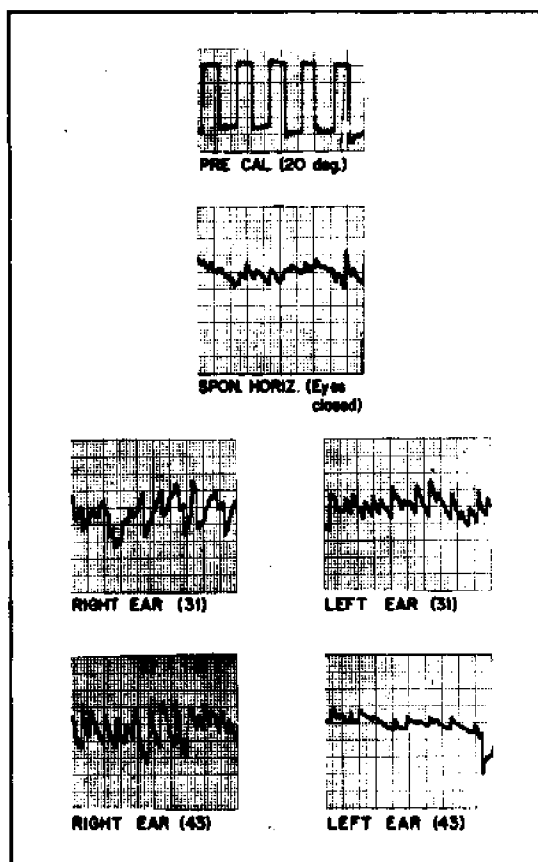 PRE CAL. (20 deg.)
SPON. HORIZ. (Eyes
closed)
RIGHT EAR (31)
LEFT EAR (31)
RIGHT EAR (43)
LEFT EAR (43)